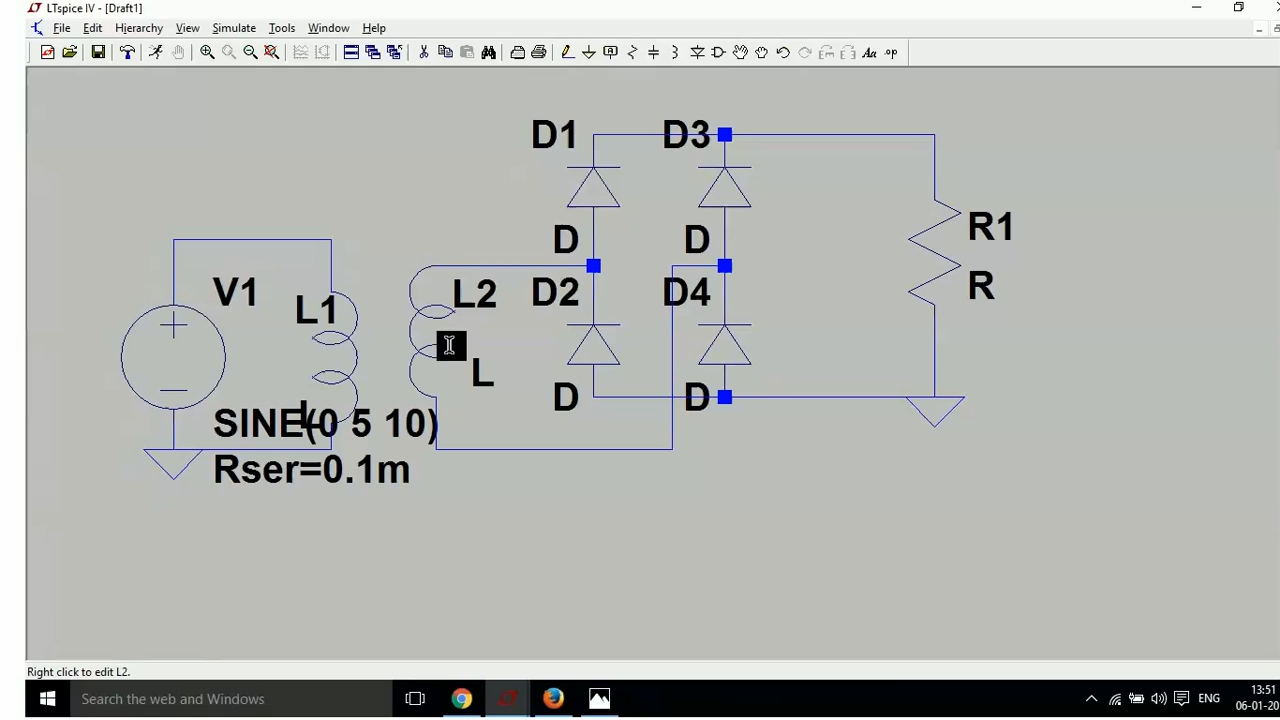 LTspice IV - [Draft1]
File Edit Hierarchy View Simulate Tools Window Help
Aa .op
D1 D3
R1
D D
R
V1 L1 L2 D2 D4
L
D D
L
SINE(0 5 10)
Rser=0.1m
Right click to edit L2.
Search the web and Windows
ENG
13:51
06-01-20